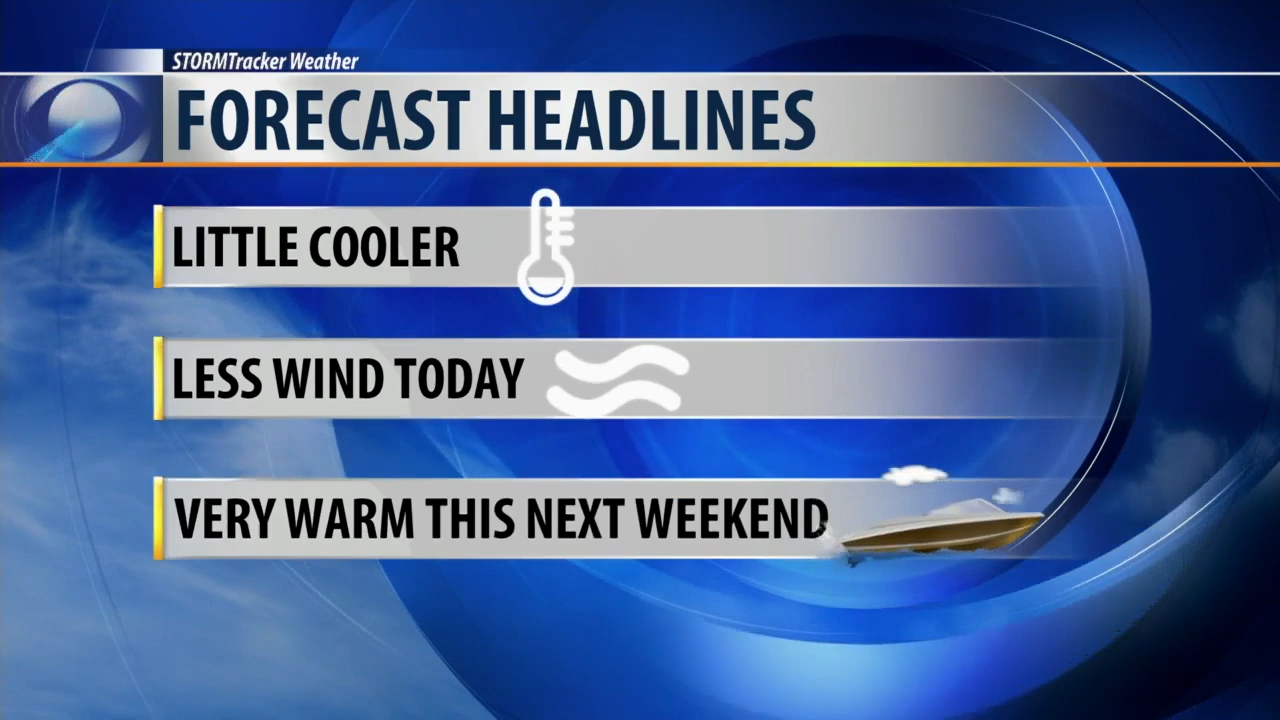 STORMTracker Weather
FORECAST HEADLINES
LITTLE COOLER
LESS WIND TODAY
VERY WARM THIS NEXT WEEKEND